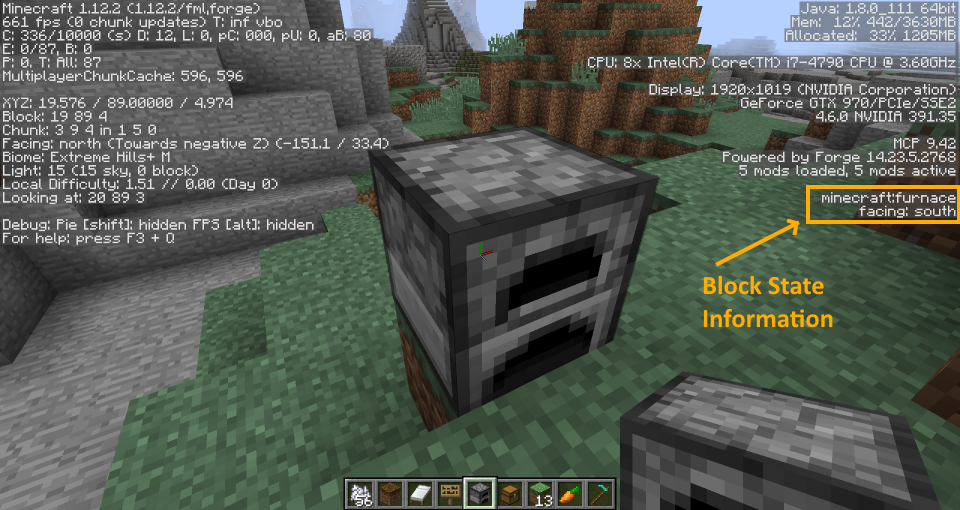 Minecraft 1.12.2 (1.12.2/fml,forge)
661 fps (0 chunk updates) T: inf vbo
C: 336/10000 (s) D: 12, L: 0, pC: 000, pU: 0, aB: 80
E: 0/87, B: 0
P: 0, T: All: 87
MultiplayerChunkCache: 596, 596
XYZ: 19.576 / 89.00000 / 4.974
Block: 19 89 4
Chunk: 3 9 4 in 1 5 0
Facing: north (Towards negative Z) (-151.1 / 33.4)
Biome: Extreme Hills+ M
Light: 15 (15 sky, 0 block)
Local Difficulty: 1.51 // 0.00 (Day 0)
Looking at: 20 89 3
Debug: Pie [shift]: hidden FPS [alt]: hidden
For help: press F3 + Q
Java: 1.8.0_111 64bit
Mem: 12% 442/3630MB
Allocated: 33% 1205MB
CPU: 8x Intel(R) Core(TM) i7-4790 CPU @ 3.60GHz
Display: 1920x1019 (NVIDIA Corporation)
GeForce GTX 970/PCIe/SSE2
4.6.0 NVIDIA 391.35
MCP 9.42
Powered by Forge 14.23.5.2768
5 mods loaded, 5 mods active
minecraft:furnace
facing: south
Block State
Information
13